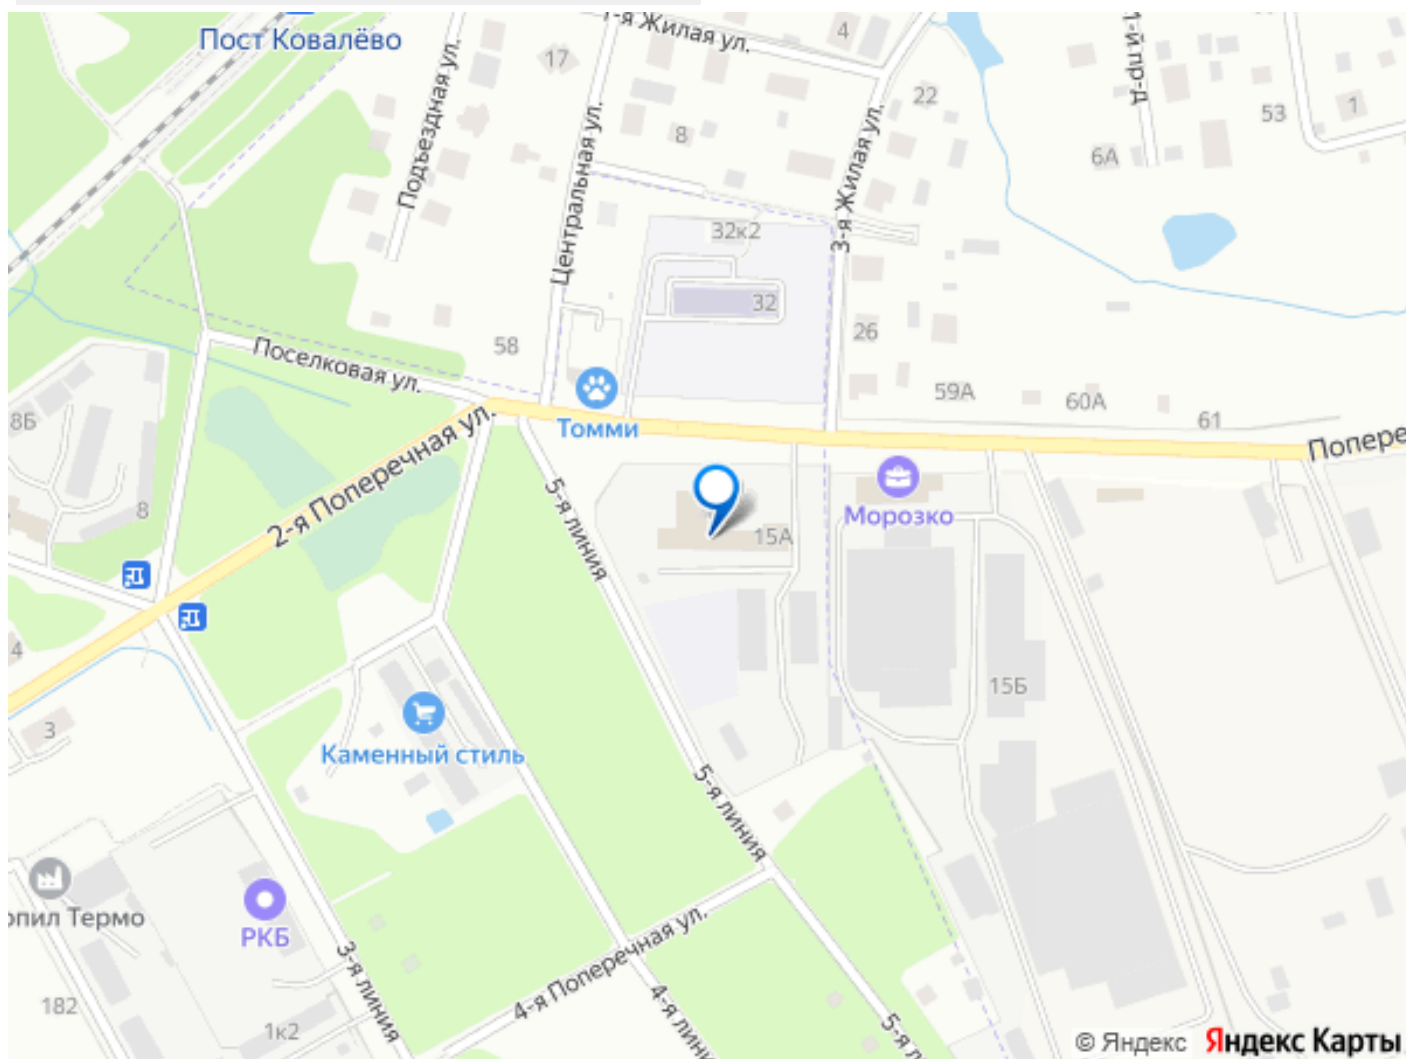 Пост Ковалёво
1-я Жилая ул.
4
1-й пр-д
17
Подъездная ул.
Центральная ул.
8
22
3-я Жилая ул.
53
1
6А
32к2
32
26
58
Поселковая ул.
59А
60А
61
Томми
Попере
8Б
2-я Поперечная ул.
5-я линия
Морозко
8
15А
4
15Б
3
Каменный стиль
5-я линия
опил Термо
РКБ
4-я Поперечная ул.
3-я линия
182
1к2
4-я лини
5-я л
© Яндекс Яндекс Карты